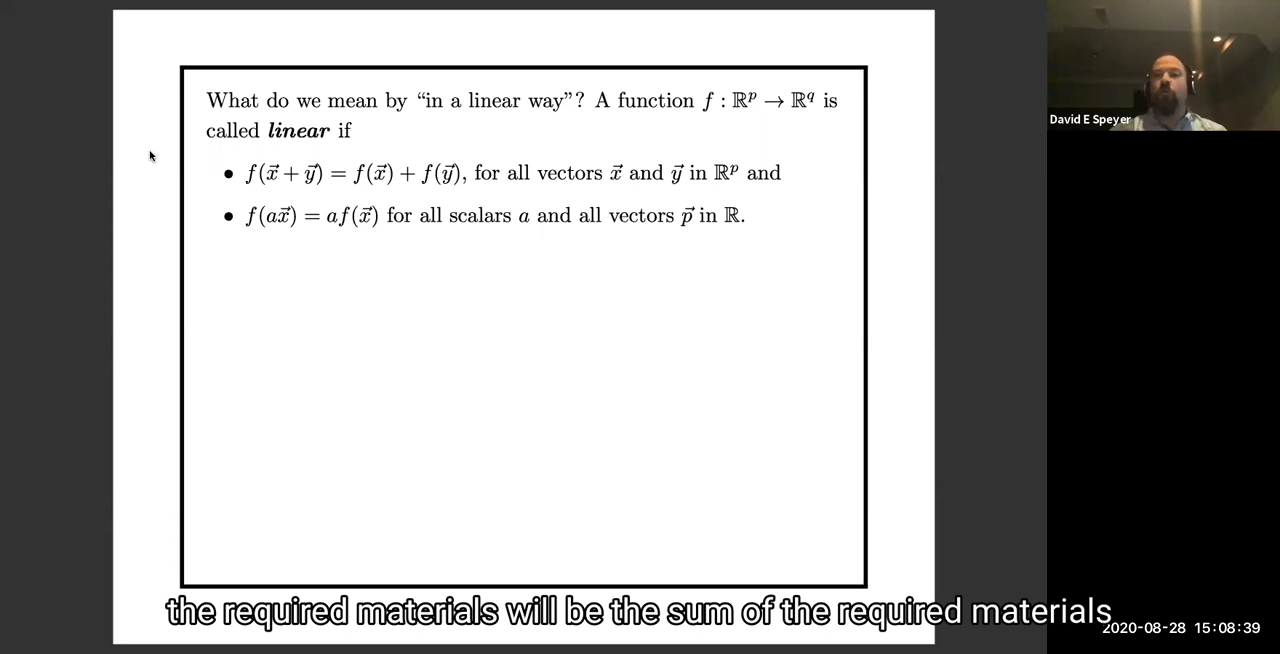 What do we mean by “in a linear way”? A function f : ℝᵖ → ℝ^q is
called linear if
• f(x⃗ + y⃗) = f(x⃗) + f(y⃗), for all vectors x⃗ and y⃗ in ℝᵖ and
• f(ax⃗) = af(x⃗) for all scalars a and all vectors p⃗ in ℝ.
David E Speyer
the required materials will be the sum of the required materials
2020-08-28 15:08:39